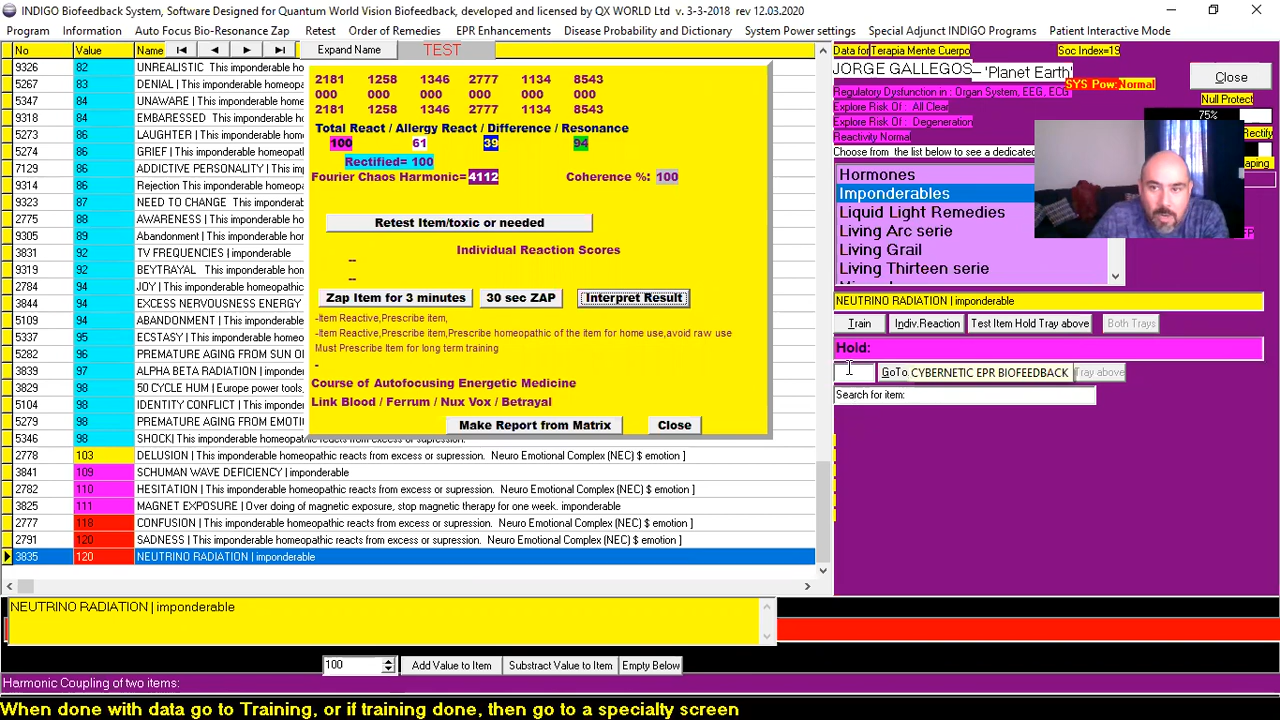 INDIGO Biofeedback System, Software Designed for Quantum World Vision Biofeedback, developed and licensed by QX WORLD Ltd v. 3-3-2018 rev 12.03.2020
Program Information Auto Focus Bio-Resonance Zap Retest Order of Remedies EPR Enhancements Disease Probability and Dictionary System Power settings Special Adjunct INDIGO Programs Patient Interactive Mode
No Value Name Expand Name TEST
9326 82 UNREALISTIC This imponderable
5267 83 DENIAL | This imponderable homeo
5347 84 UNAWARE | This imponderable hom
9318 84 EMBARRASED This imponderable h
5273 86 LAUGHTER | This imponderable hom
5274 86 GRIEF | This imponderable homeopat
7129 86 ADDICTIVE PERSONALITY | This im
9314 86 Rejection This imponderable homeop
9323 87 NEED TO CHANGE This impondera
2775 88 AWARENESS | This imponderable h
9305 89 Abandonment | This imponderable ho
3831 92 TV FREQUENCIES | imponderable
9319 92 BEYTRAYAL This imponderable hom
2784 94 JOY | This imponderable homeopathi
3844 94 EXCESS NERVOUSNESS ENERGY
5109 94 ABANDONMENT | This imponderabl
5337 95 ECSTASY | This imponderable home
5282 96 PREMATURE AGING FROM SUN O
3839 97 ALPHA BETA RADIATION | imponder
3829 98 50 CYCLE HUM | Europe power tools,
5104 98 IDENTITY CONFLICT | This impondera
5279 98 PREMATURE AGING FROM EMOTI
5346 98 SHOCK| This imponderable homeopathic reacts from excess or supression.
2778 103 DELUSION | This imponderable homeopathic reacts from excess or supression. Neuro Emotional Complex (NEC) $ emotion ]
3841 109 SCHUMAN WAVE DEFICIENCY | imponderable
2782 110 HESITATION | This imponderable homeopathic reacts from excess or supression. Neuro Emotional Complex (NEC) $ emotion ]
3825 111 MAGNET EXPOSURE | Over doing of magnetic exposure, stop magnetic therapy for one week. imponderable
2777 118 CONFUSION | This imponderable homeopathic reacts from excess or supression. Neuro Emotional Complex (NEC) $ emotion ]
2791 120 SADNESS | This imponderable homeopathic reacts from excess or supression. Neuro Emotional Complex (NEC) $ emotion ]
3835 120 NEUTRINO RADIATION | imponderable
2181 1258 1346 2777 1134 8543
000 000 000 000 000 000
2181 1258 1346 2777 1134 8543
Total React / Allergy React / Difference / Resonance
100 61 39 94
Rectified= 100
Fourier Chaos Harmonic= 4112 Coherence %: 100
Retest Item/toxic or needed
Individual Reaction Scores
--
--
Zap Item for 3 minutes 30 sec ZAP Interpret Result
-Item Reactive,Prescribe item,
-Item Reactive,Prescribe item,Prescribe homeopathic of the item for home use,avoid raw use
Must Prescribe Item for long term training
-
Course of Autofocusing Energetic Medicine
Link Blood / Ferrum / Nux Vox / Betrayal
Make Report from Matrix Close
Data for Terapia Mente Cuerpo Soc Index=19
JORGE GALLEGOS– 'Planet Earth'
SYS Pow:Normal
Close
Regulatory Dysfunction in : Organ System, EEG, ECG
Null Protect
Explore Risk Of : All Clear
75%
Explore Risk Of : Degeneration
Rectify
Reactivity Normal
Choose from the list below to see a dedicated
aping
Hormones
Imponderables
Liquid Light Remedies
Living Arc serie
Living Grail
Living Thirteen serie
NEUTRINO RADIATION | imponderable
Train Indiv.Reaction Test Item Hold Tray above Both Trays
Hold:
GoTo. CYBERNETIC EPR BIOFEEDBACK Tray above
Search for item:
NEUTRINO RADIATION | imponderable
100 Add Value to Item Substract Value to Item Empty Below
Harmonic Coupling of two items:
When done with data go to Training, or if training done, then go to a specialty screen